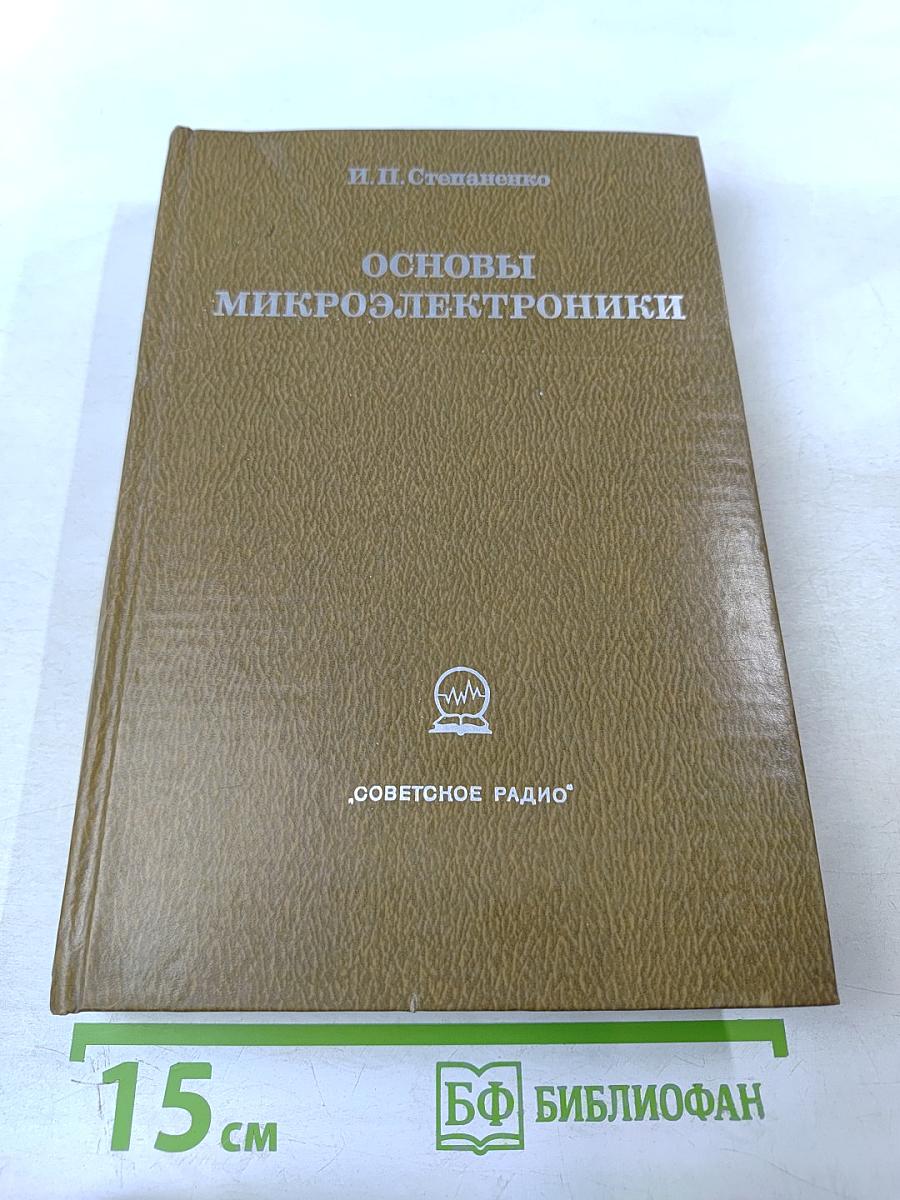 И. П. Степаненко
ОСНОВЫ
МИКРОЭЛЕКТРОНИКИ
„СОВЕТСКОЕ РАДИО"
15 см
БФ БИБЛИОФАН